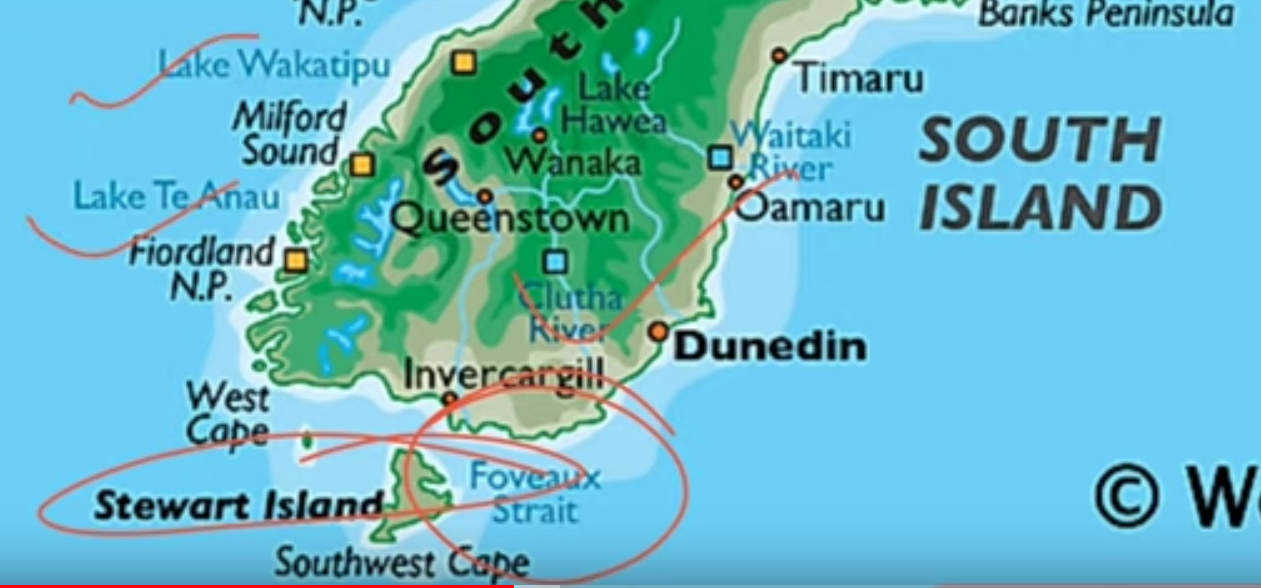 N.P.
Banks Peninsula
South
Lake Wakatipu
Timaru
Lake
Hawea
Milford
Sound
Wanaka
Waitaki
River
SOUTH
ISLAND
Lake Te Anau
Queenstown
Oamaru
Fiordland
N.P.
Clutha
River
Dunedin
Invercargill
West
Cape
Foveaux
Strait
Stewart Island
Southwest Cape
© W